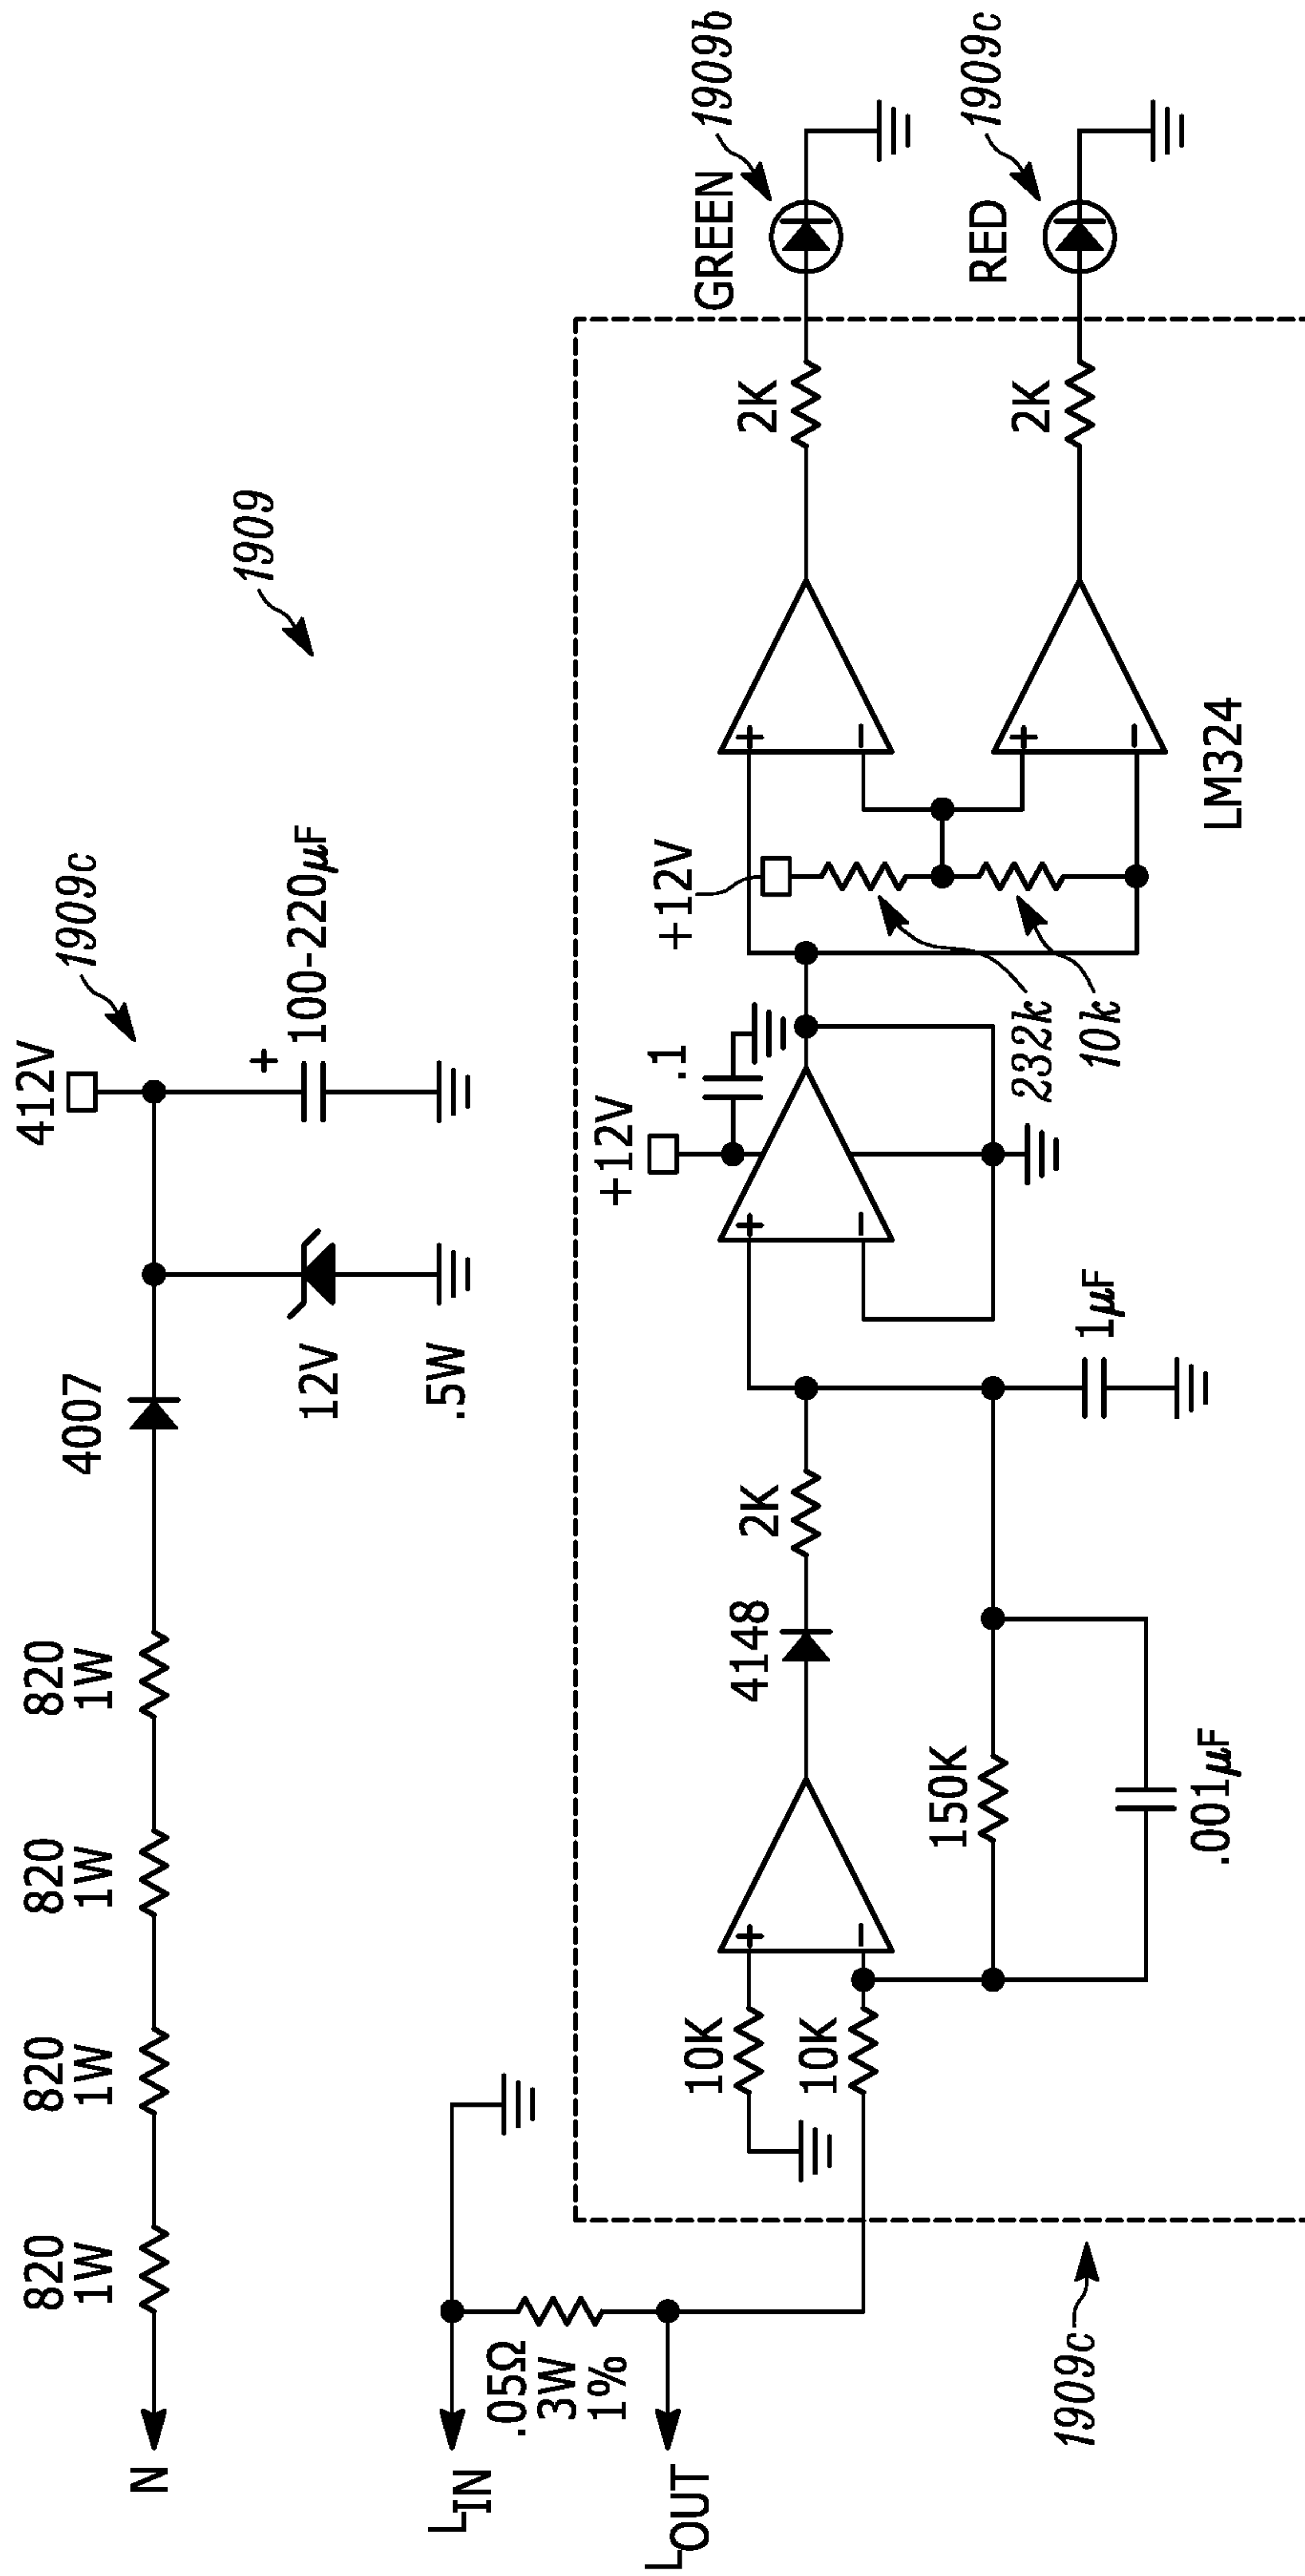 820
1W
820
1W
820
1W
820
1W
4007
412V
1909c
N
12V
.5W
+
100-220µF
1909
L IN
.05Ω
3W
1%
L OUT
10K
+
10K
−
4148
2K
150K
.001µF
1µF
+12V
.1
+
−
+12V
232k
10k
+
−
+
−
LM324
2K
2K
GREEN
1909b
RED
1909c
1909c